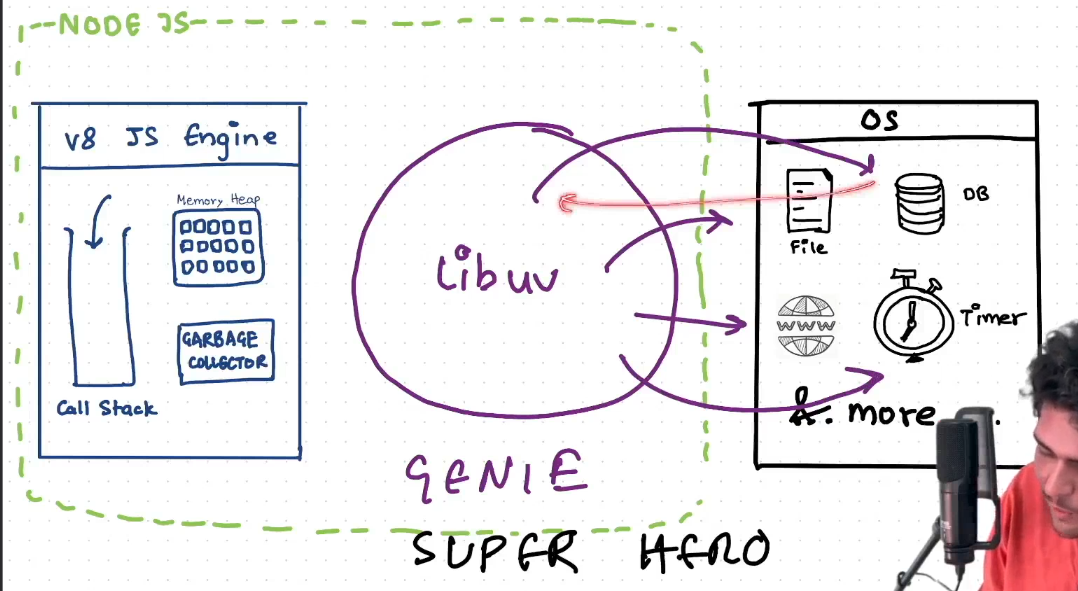 NODE JS
V8 JS Engine
Memory Heap
GARBAGE
COLLECTOR
Call Stack
Libuv
GENIE
SUPER HERO
OS
File
DB
www
Timer
&. more